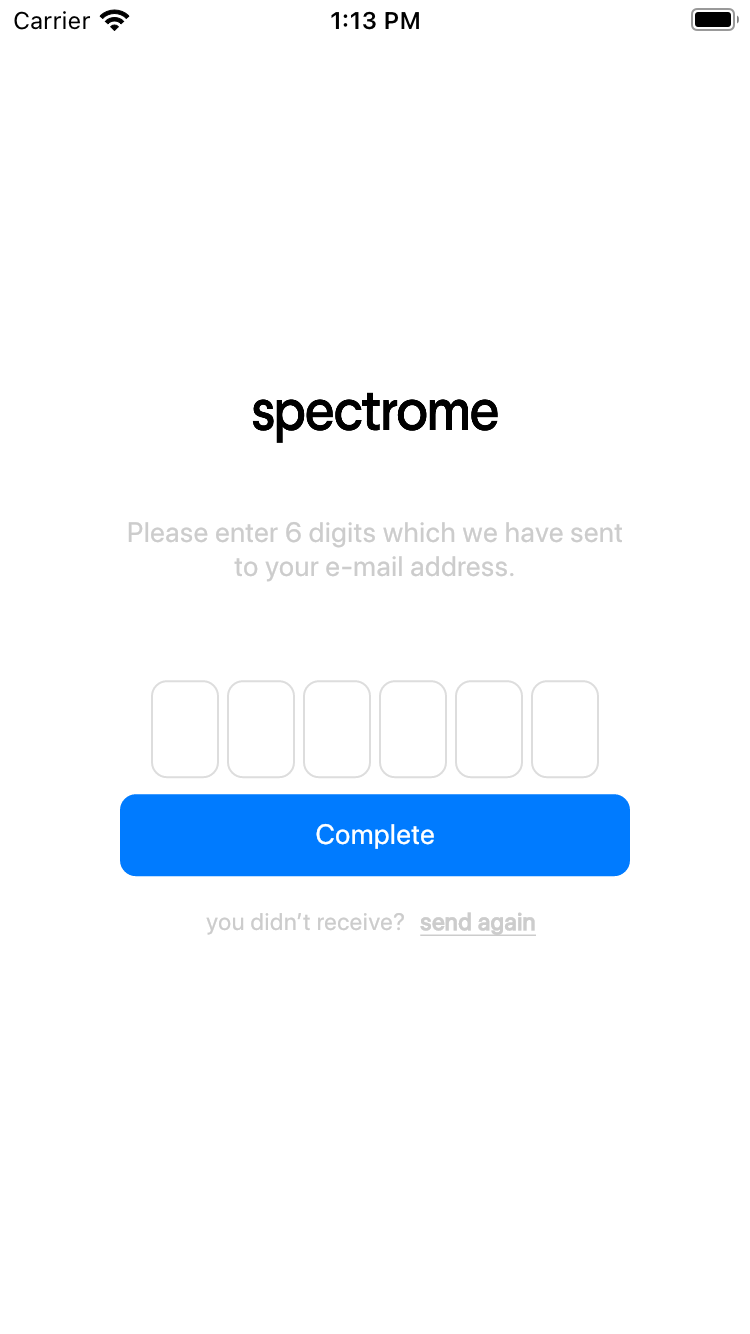 Carrier 1:13 PM
spectrome
Please enter 6 digits which we have sent
to your e-mail address.
Complete
you didn’t receive? send again